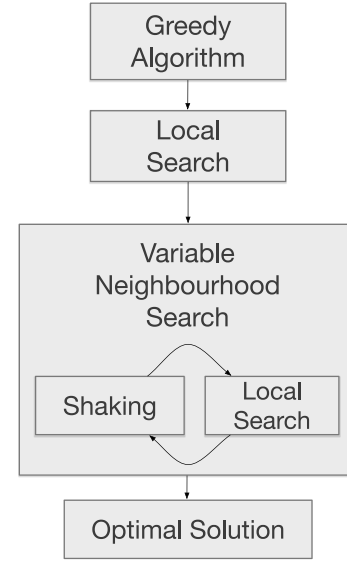 Greedy
Algorithm
Local
Search
Variable
Neighbourhood
Search
Shaking
Local
Search
Optimal Solution